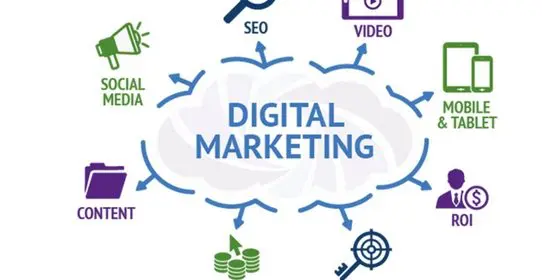 SEO
VIDEO
SOCIAL
MEDIA
MOBILE
& TABLET
DIGITAL
MARKETING
CONTENT
$
ROI